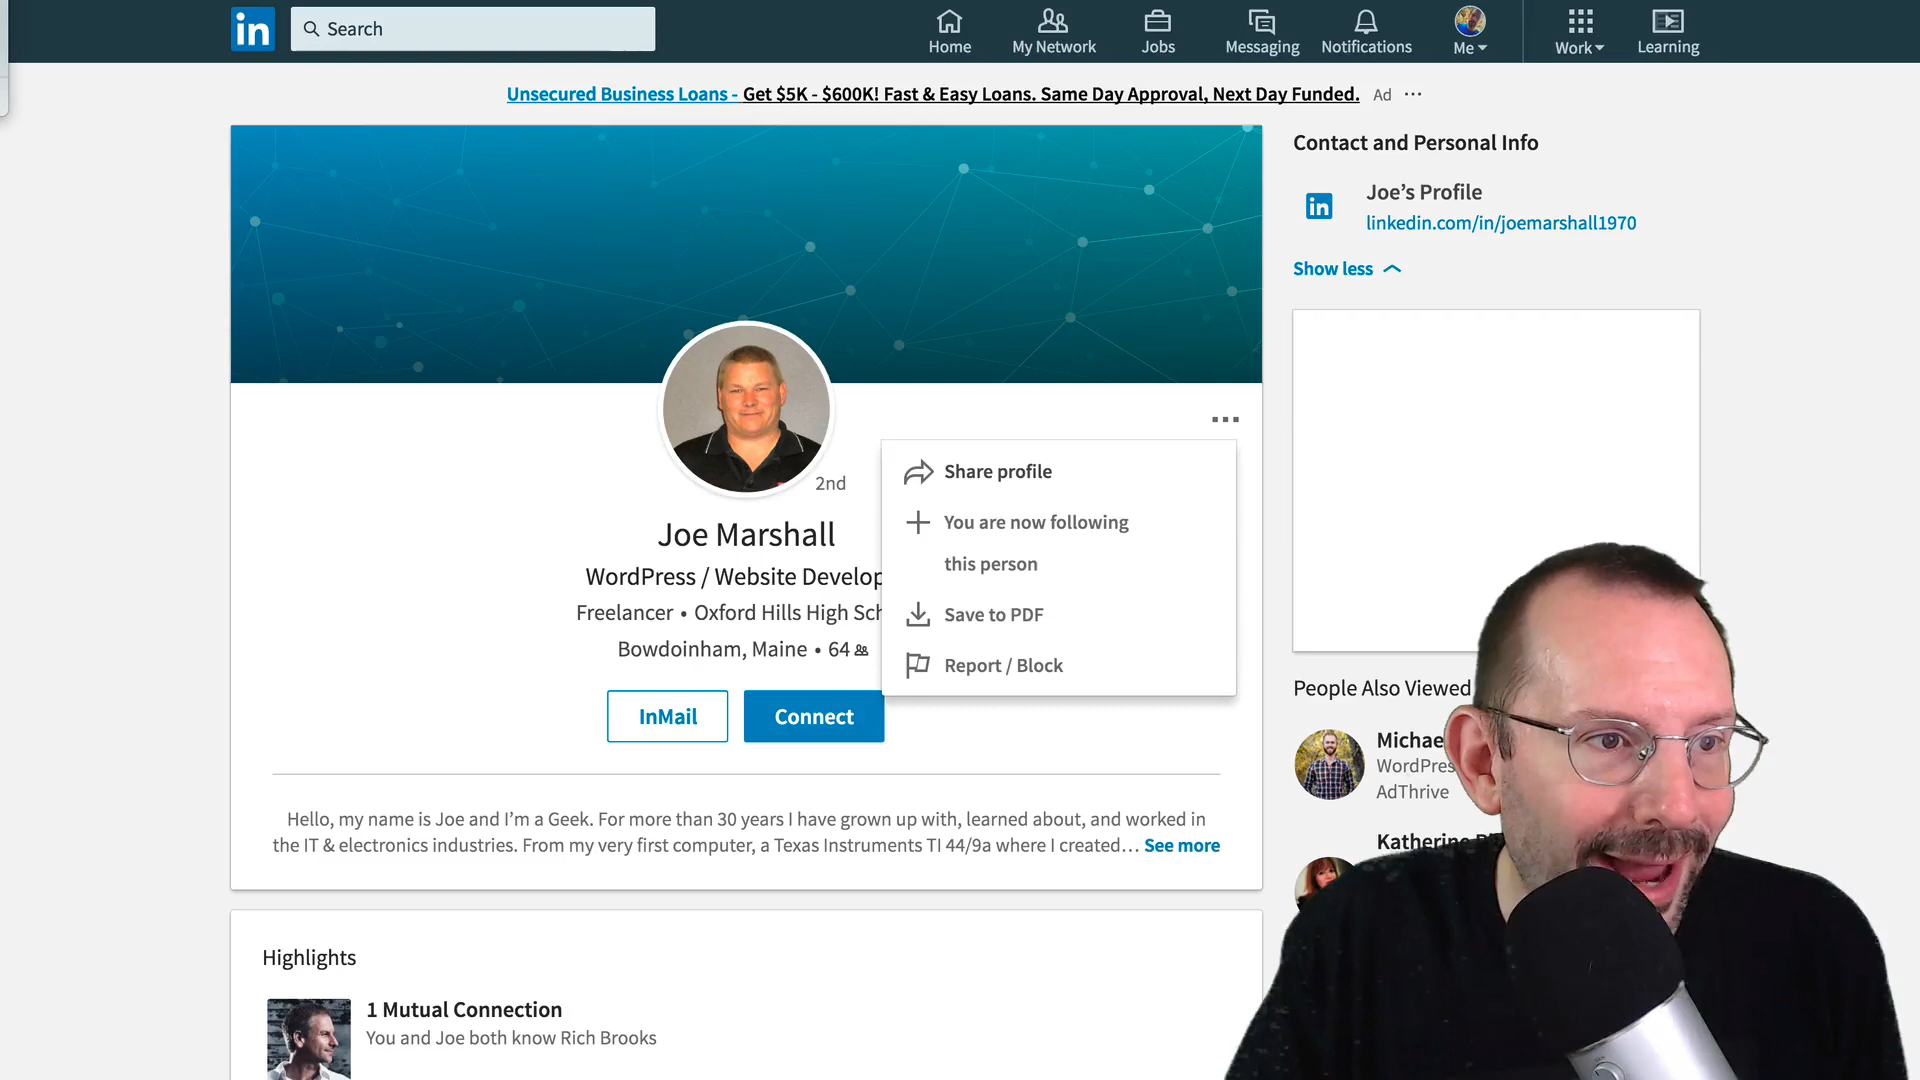 in
Search
Home
My Network
Jobs
Messaging
Notifications
Me
Work
Learning
Unsecured Business Loans - Get $5K - $600K! Fast & Easy Loans. Same Day Approval, Next Day Funded. Ad
2nd
Joe Marshall
WordPress / Website Develop
Freelancer • Oxford Hills High Sch
Bowdoinham, Maine • 64
InMail
Connect
Share profile
You are now following
this person
Save to PDF
Report / Block
Hello, my name is Joe and I'm a Geek. For more than 30 years I have grown up with, learned about, and worked in
the IT & electronics industries. From my very first computer, a Texas Instruments TI 44/9a where I created… See more
Highlights
1 Mutual Connection
You and Joe both know Rich Brooks
Contact and Personal Info
in
Joe's Profile
linkedin.com/in/joemarshall1970
Show less
People Also Viewed
Michae
WordPres
AdThrive
Katherine